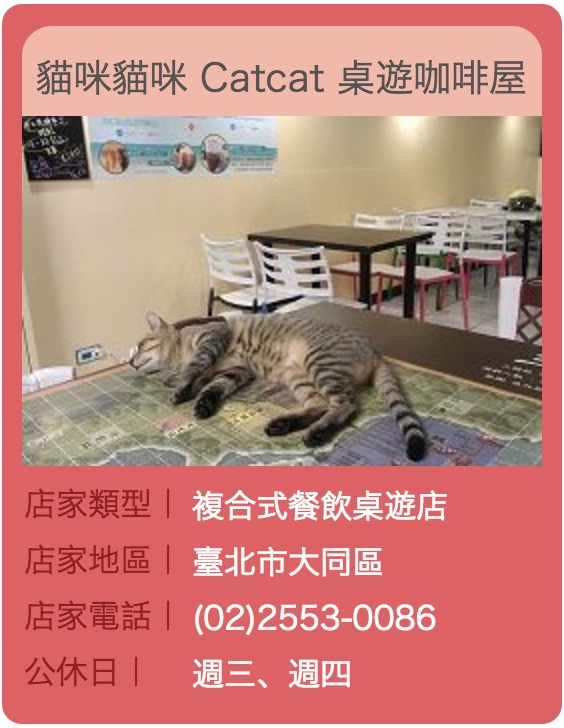 貓咪貓咪 Catcat 桌遊咖啡屋
店家類型｜ 複合式餐飲桌遊店
店家地區｜ 臺北市大同區
店家電話｜ (02)2553-0086
公休日｜ 週三、週四